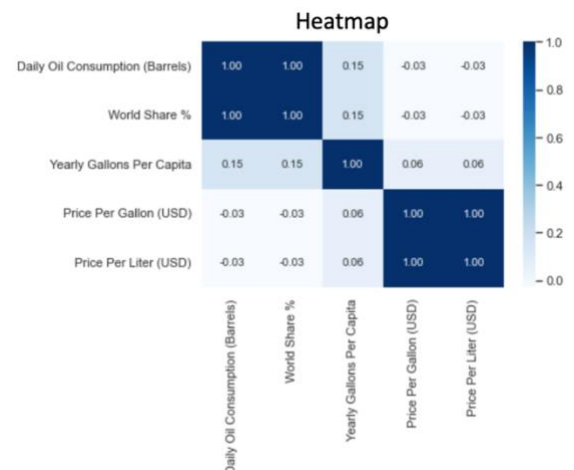 Heatmap
Daily Oil Consumption (Barrels) 1.00 1.00 0.15 -0.03 -0.03
World Share % 1.00 1.00 0.15 -0.03 -0.03
Yearly Gallons Per Capita 0.15 0.15 1.00 0.06 0.06
Price Per Gallon (USD) -0.03 -0.03 0.06 1.00 1.00
Price Per Liter (USD) -0.03 -0.03 0.06 1.00 1.00
1.0
0.8
0.6
0.4
0.2
0.0
Daily Oil Consumption (Barrels)
World Share %
Yearly Gallons Per Capita
Price Per Gallon (USD)
Price Per Liter (USD)